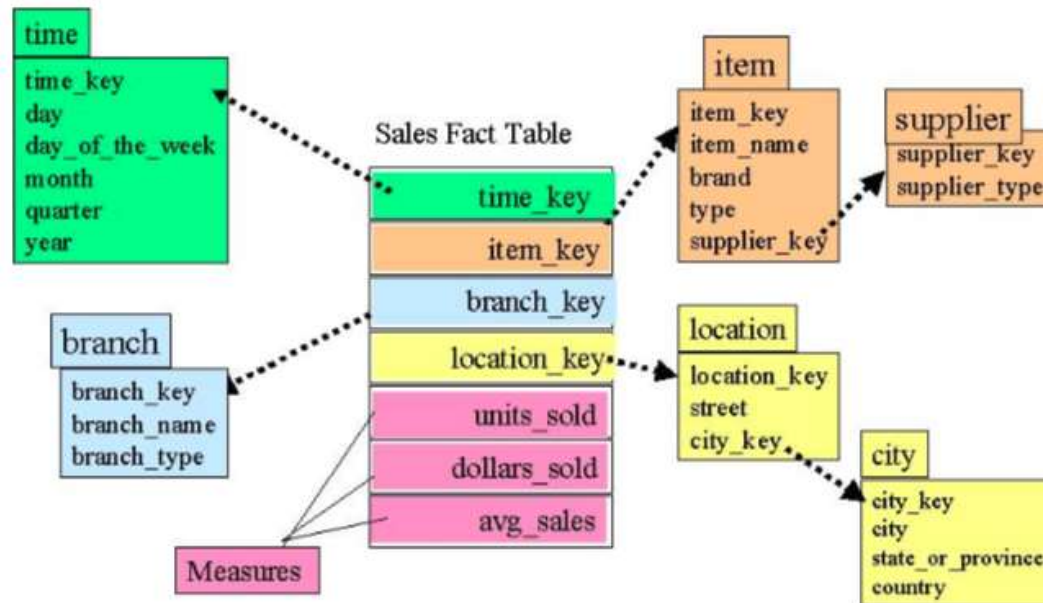 time
time_key
day
day_of_the_week
month
quarter
year
branch
branch_key
branch_name
branch_type
Sales Fact Table
time_key
item_key
branch_key
location_key
units_sold
dollars_sold
avg_sales
Measures
item
item_key
item_name
brand
type
supplier_key
supplier
supplier_key
supplier_type
location
location_key
street
city_key
city
city_key
city
state_or_province
country